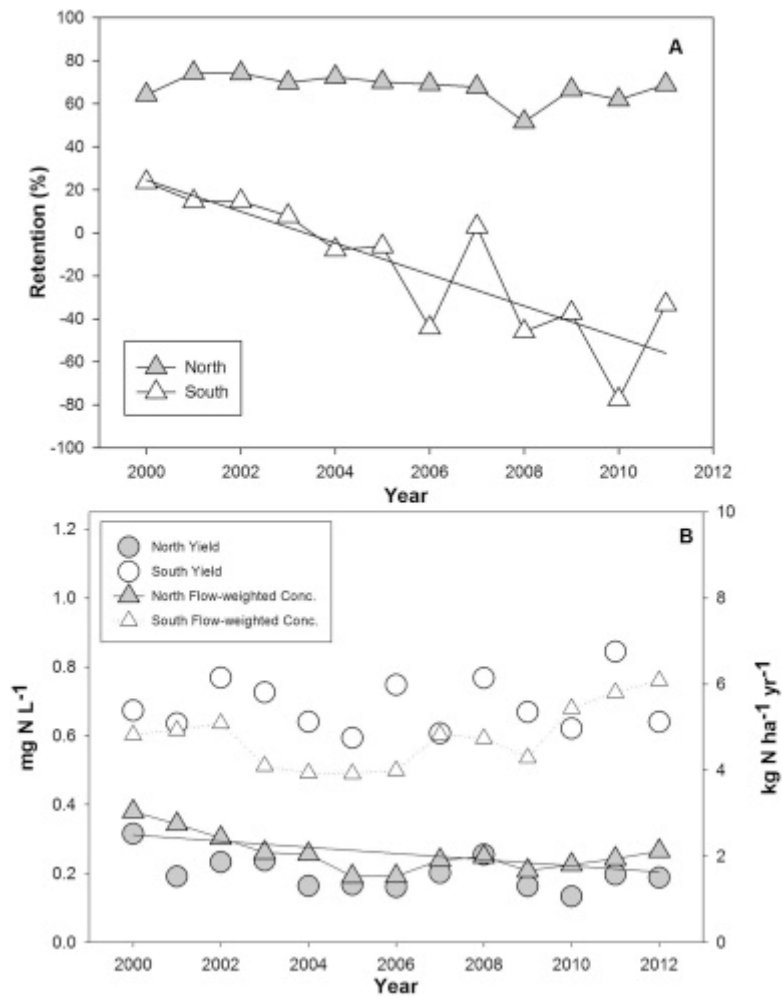 100%
80
60
40
20
0
-20
-40
-60
-80
-100
Retention (%)
A
North
South
2000 2002 2004 2006 2008 2010 2012
Year
1.2
1.0
0.8
0.6
0.4
0.2
0.0
mg N L-1
North Yield
South Yield
North Flow-weighted Conc.
South Flow-weighted Conc.
B
10
8
6
4
2
0
kg N ha-1 yr-1
2000 2002 2004 2006 2008 2010 2012
Year